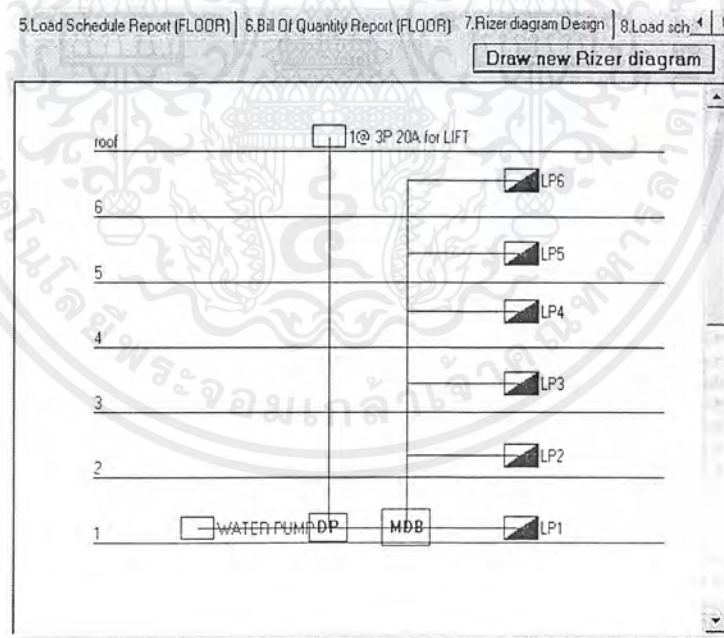 5.Load Schedule Report (FLOOR) 6.Bill Of Quantity Report (FLOOR) 7.Rizer diagram Design 8.Load sch
Draw new Rizer diagram
roof 1@ 3P 20A for LIFT
LP6
6
LP5
5
LP4
4
LP3
3
LP2
2
1 WATER PUMP DP MDB LP1